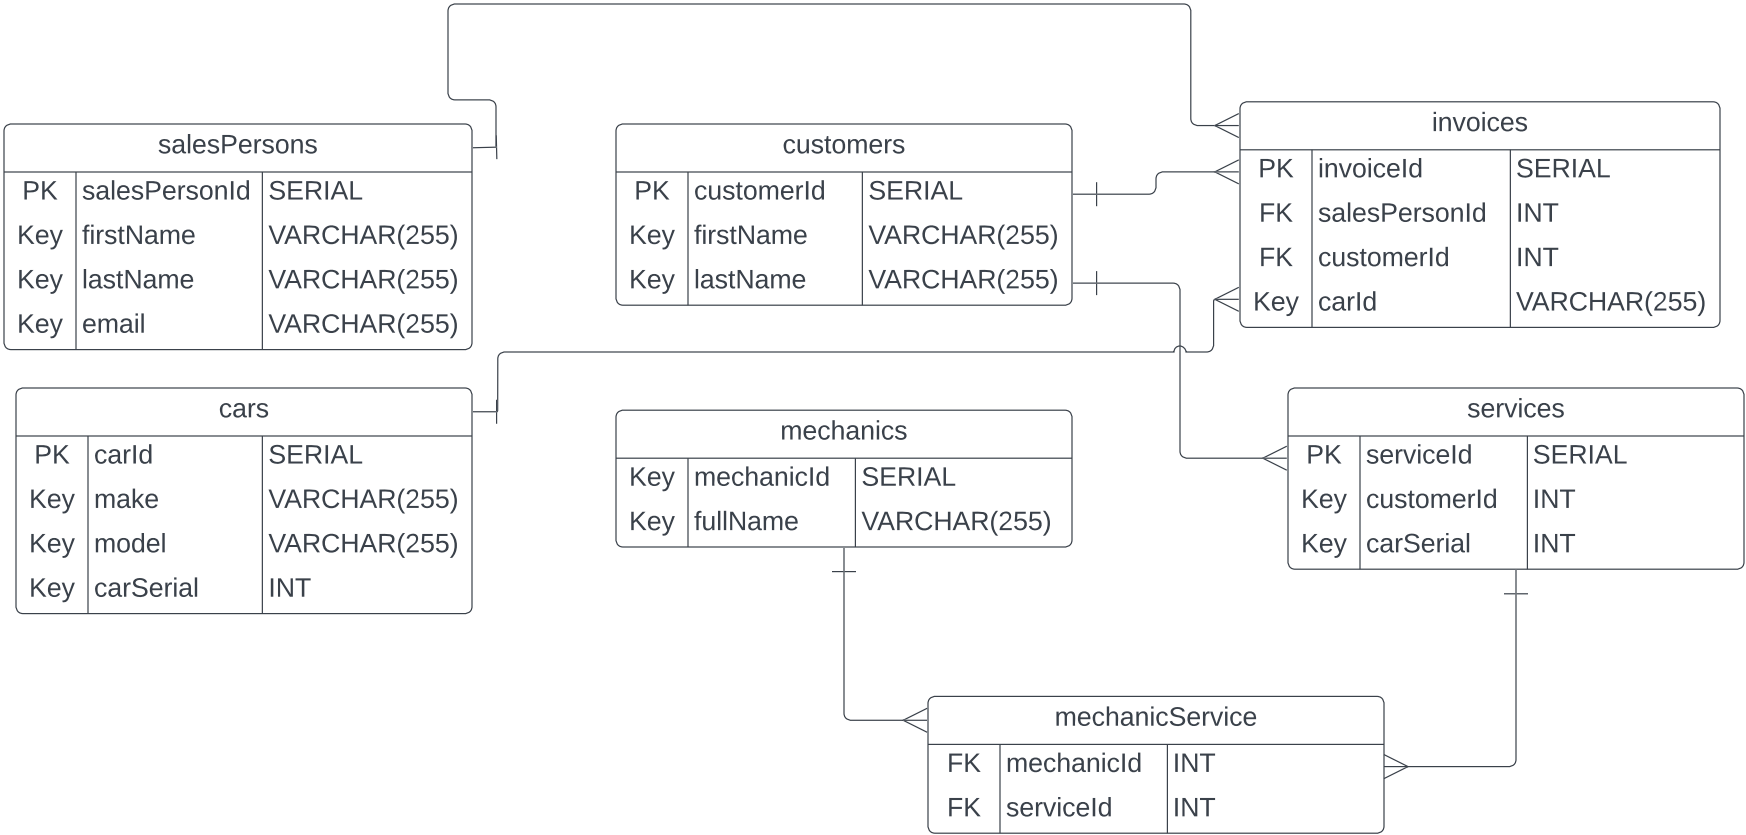 salesPersons
PK salesPersonId SERIAL
Key firstName VARCHAR(255)
Key lastName VARCHAR(255)
Key email VARCHAR(255)
customers
PK customerId SERIAL
Key firstName VARCHAR(255)
Key lastName VARCHAR(255)
invoices
PK invoiceId SERIAL
FK salesPersonId INT
FK customerId INT
Key carId VARCHAR(255)
cars
PK carId SERIAL
Key make VARCHAR(255)
Key model VARCHAR(255)
Key carSerial INT
mechanics
Key mechanicId SERIAL
Key fullName VARCHAR(255)
services
PK serviceId SERIAL
Key customerId INT
Key carSerial INT
mechanicService
FK mechanicId INT
FK serviceId INT